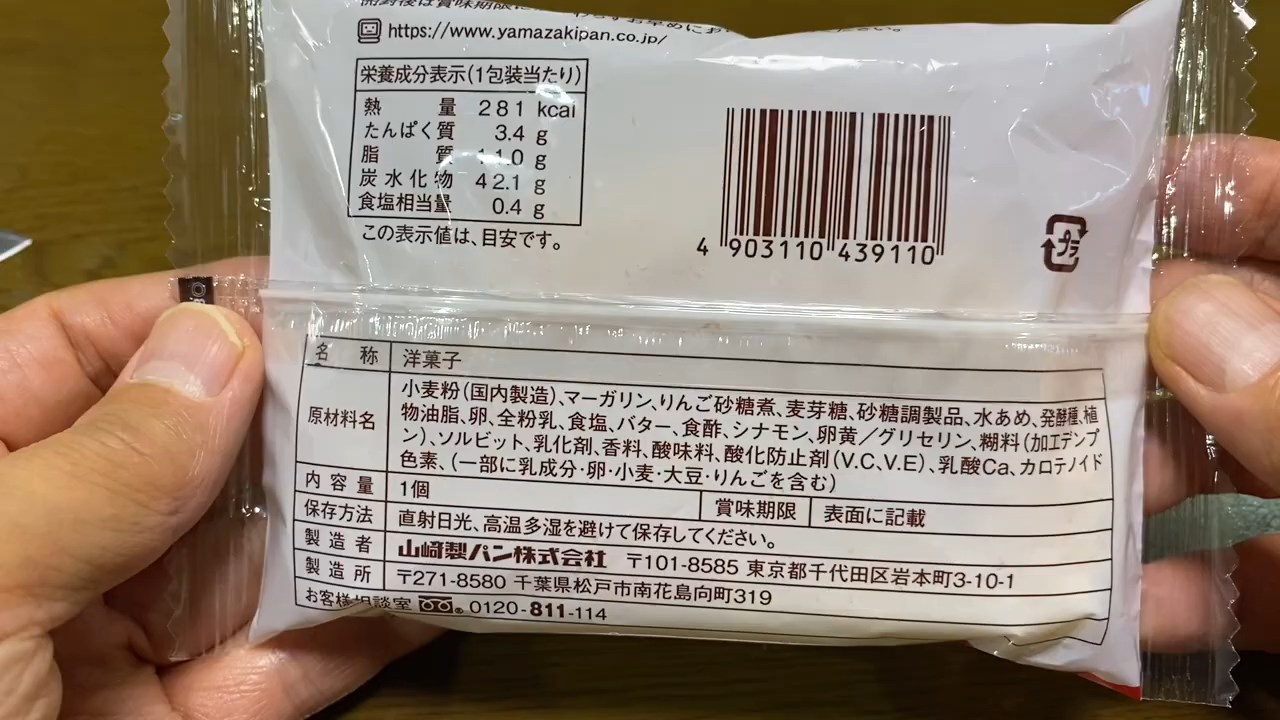 開封後は賞味期限に
https://www.yamazakipan.co.jp/
栄養成分表示(1包装当たり)
熱量 281 kcal
たんぱく質 3.4 g
脂質 11.0 g
炭水化物 42.1 g
食塩相当量 0.4 g
この表示値は、目安です。
4 903110 439110
プラ
名称 洋菓子
原材料名 小麦粉(国内製造)、マーガリン、りんご砂糖煮、麦芽糖、砂糖調製品、水あめ、発酵種、植
物油脂、卵、全粉乳、食塩、バター、食酢、シナモン、卵黄/グリセリン、糊料(加工デンプ
ン)、ソルビット、乳化剤、香料、酸味料、酸化防止剤(V.C、V.E)、乳酸Ca、カロテノイド
色素、(一部に乳成分・卵・小麦・大豆・りんごを含む)
内容量 1個 賞味期限 表面に記載
保存方法 直射日光、高温多湿を避けて保存してください。
製造者 山崎製パン株式会社 〒101-8585 東京都千代田区岩本町3-10-1
製造所 〒271-8580 千葉県松戸市南花島向町319
お客様相談室 0120-811-114